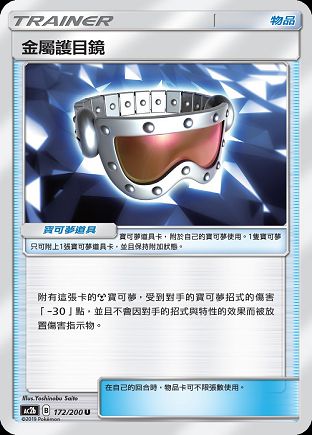 TRAINER
物品
金屬護目鏡
寶可夢道具
寶可夢道具卡，附於自己的寶可夢使用。1隻寶可夢
只可附上1張寶可夢道具卡，並且保持附加狀態。
附有這張卡的寶可夢，受到對手的寶可夢招式的傷害
「-30」點，並且不會因對手的招式與特性的效果而被放
置傷害指示物。
Illus.Yoshinobu Saito
AC2b B 172/200 U
©2019 Pokémon
在自己的回合時，物品卡可不限張數使用。